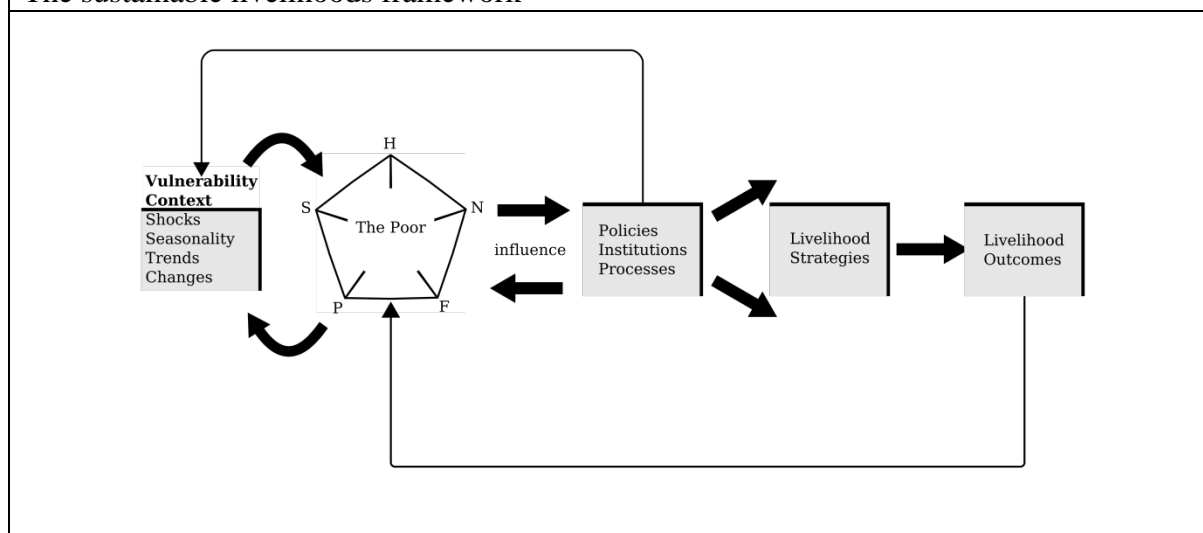 The sustainable livelihoods framework
H
Vulnerability
Context
Shocks
Seasonality
Trends
Changes
S
The Poor
N
P
F
influence
Policies
Institutions
Processes
Livelihood
Strategies
Livelihood
Outcomes